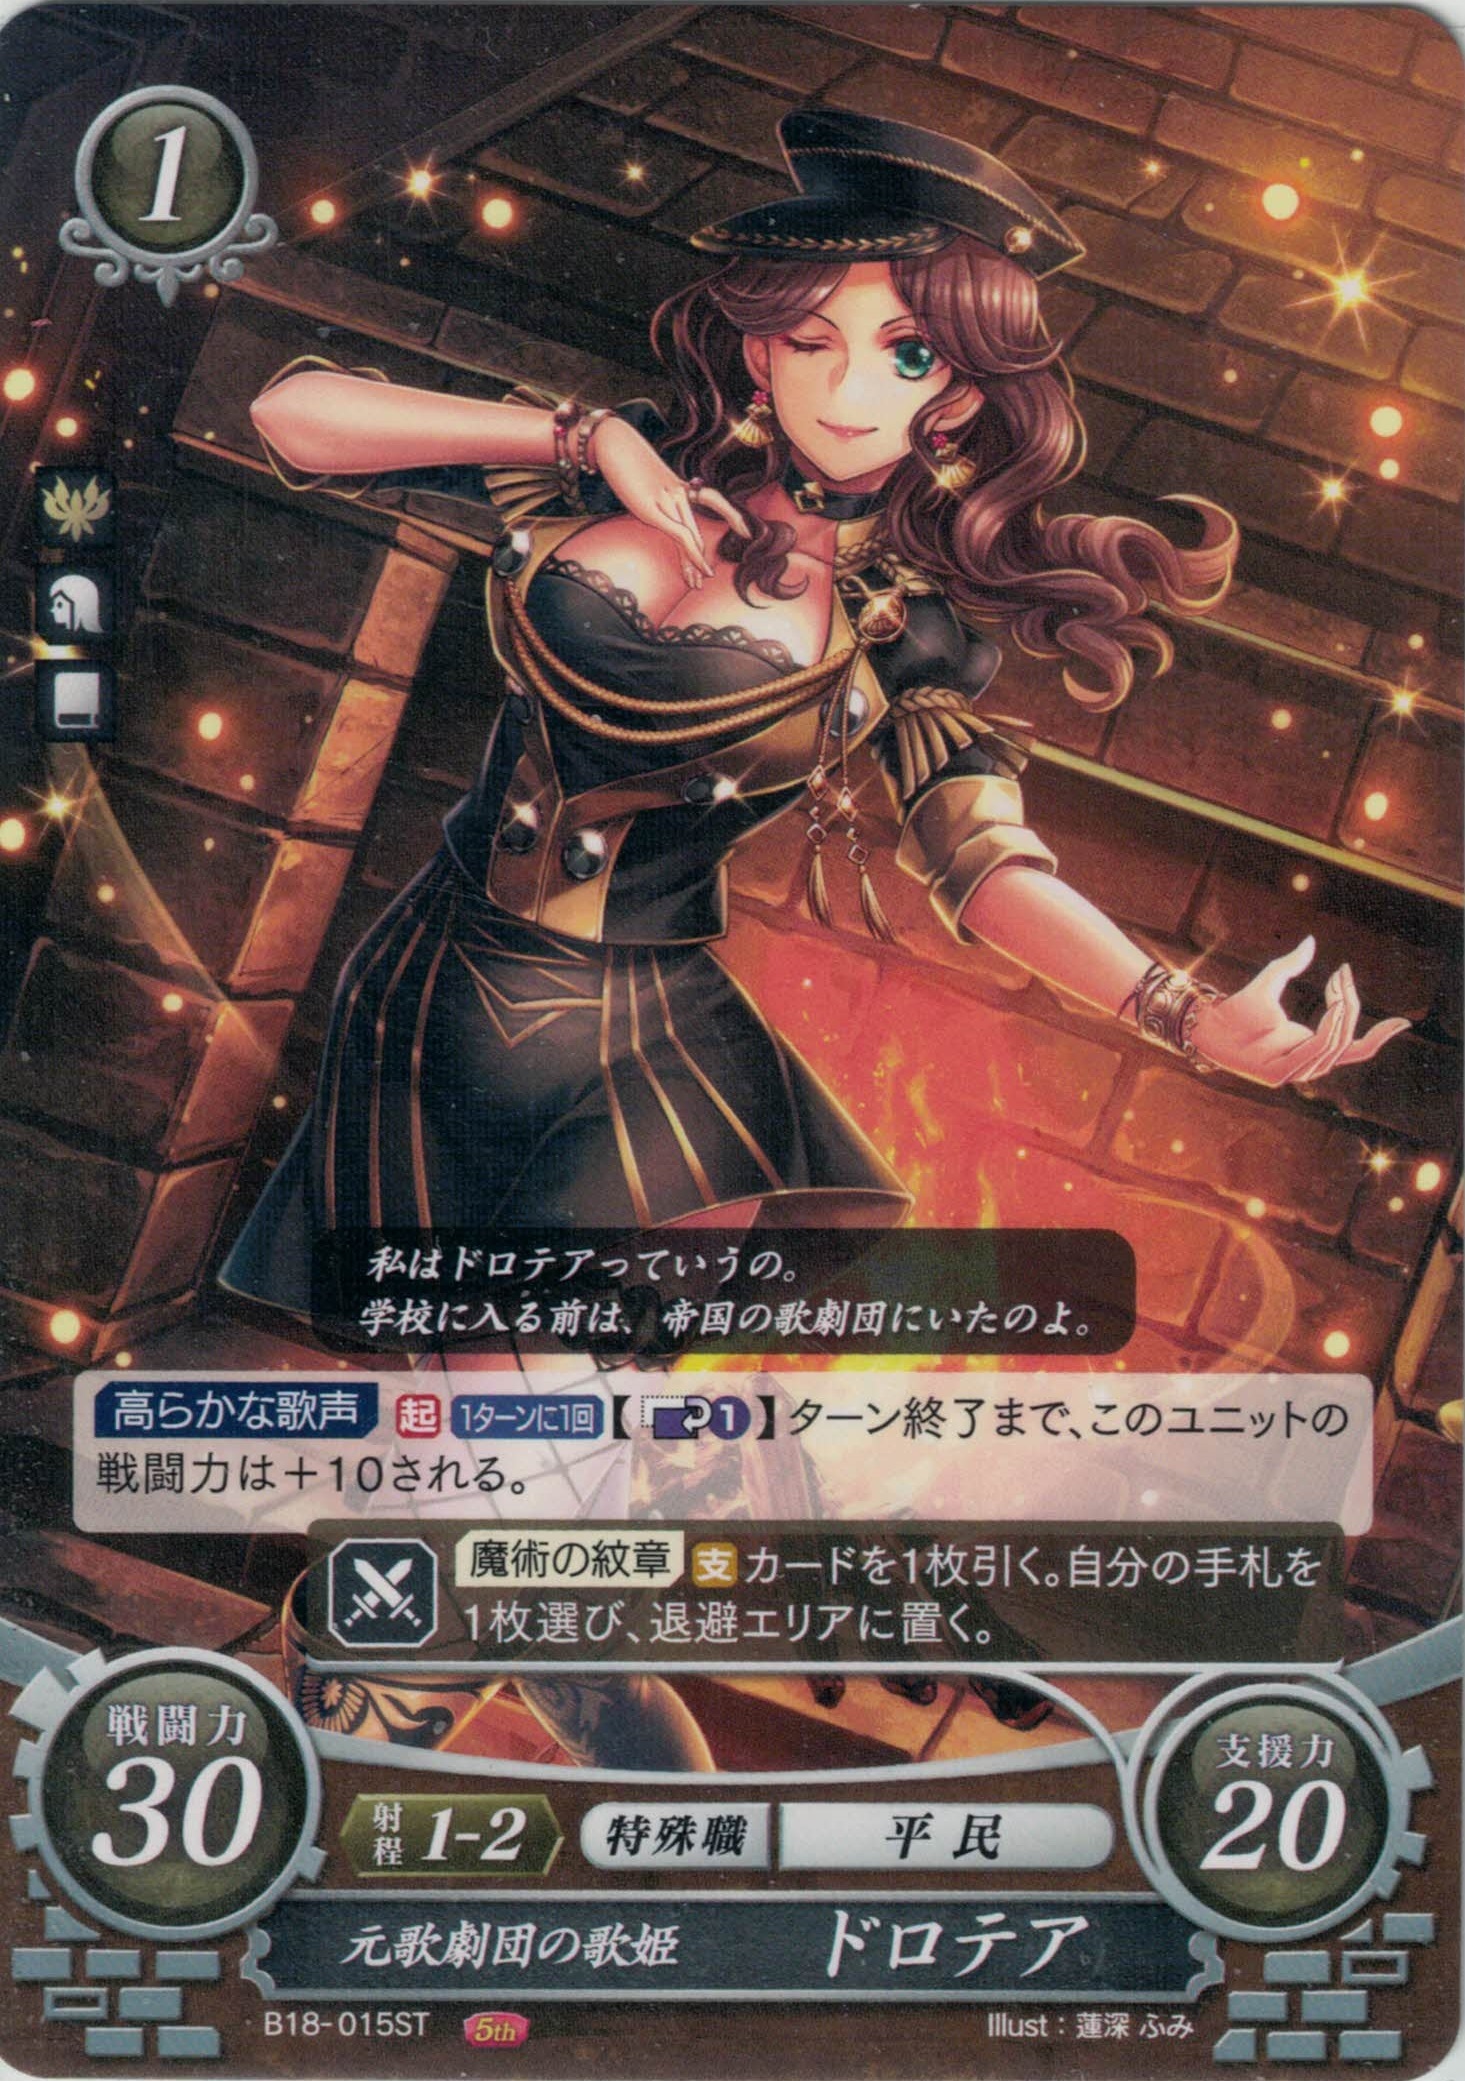 1
私はドロテアっていうの。
学校に入る前は、帝国の歌劇団にいたのよ。
高らかな歌声 起 1ターンに1回【1】ターン終了まで、このユニットの
戦闘力は＋10される。
魔術の紋章 支 カードを1枚引く。自分の手札を
1枚選び、退避エリアに置く。
戦闘力
30
射程 1-2
特殊職 平民
支援力
20
元歌劇団の歌姫 ドロテア
B18-015ST 5th Illust：蓮深 ふみ